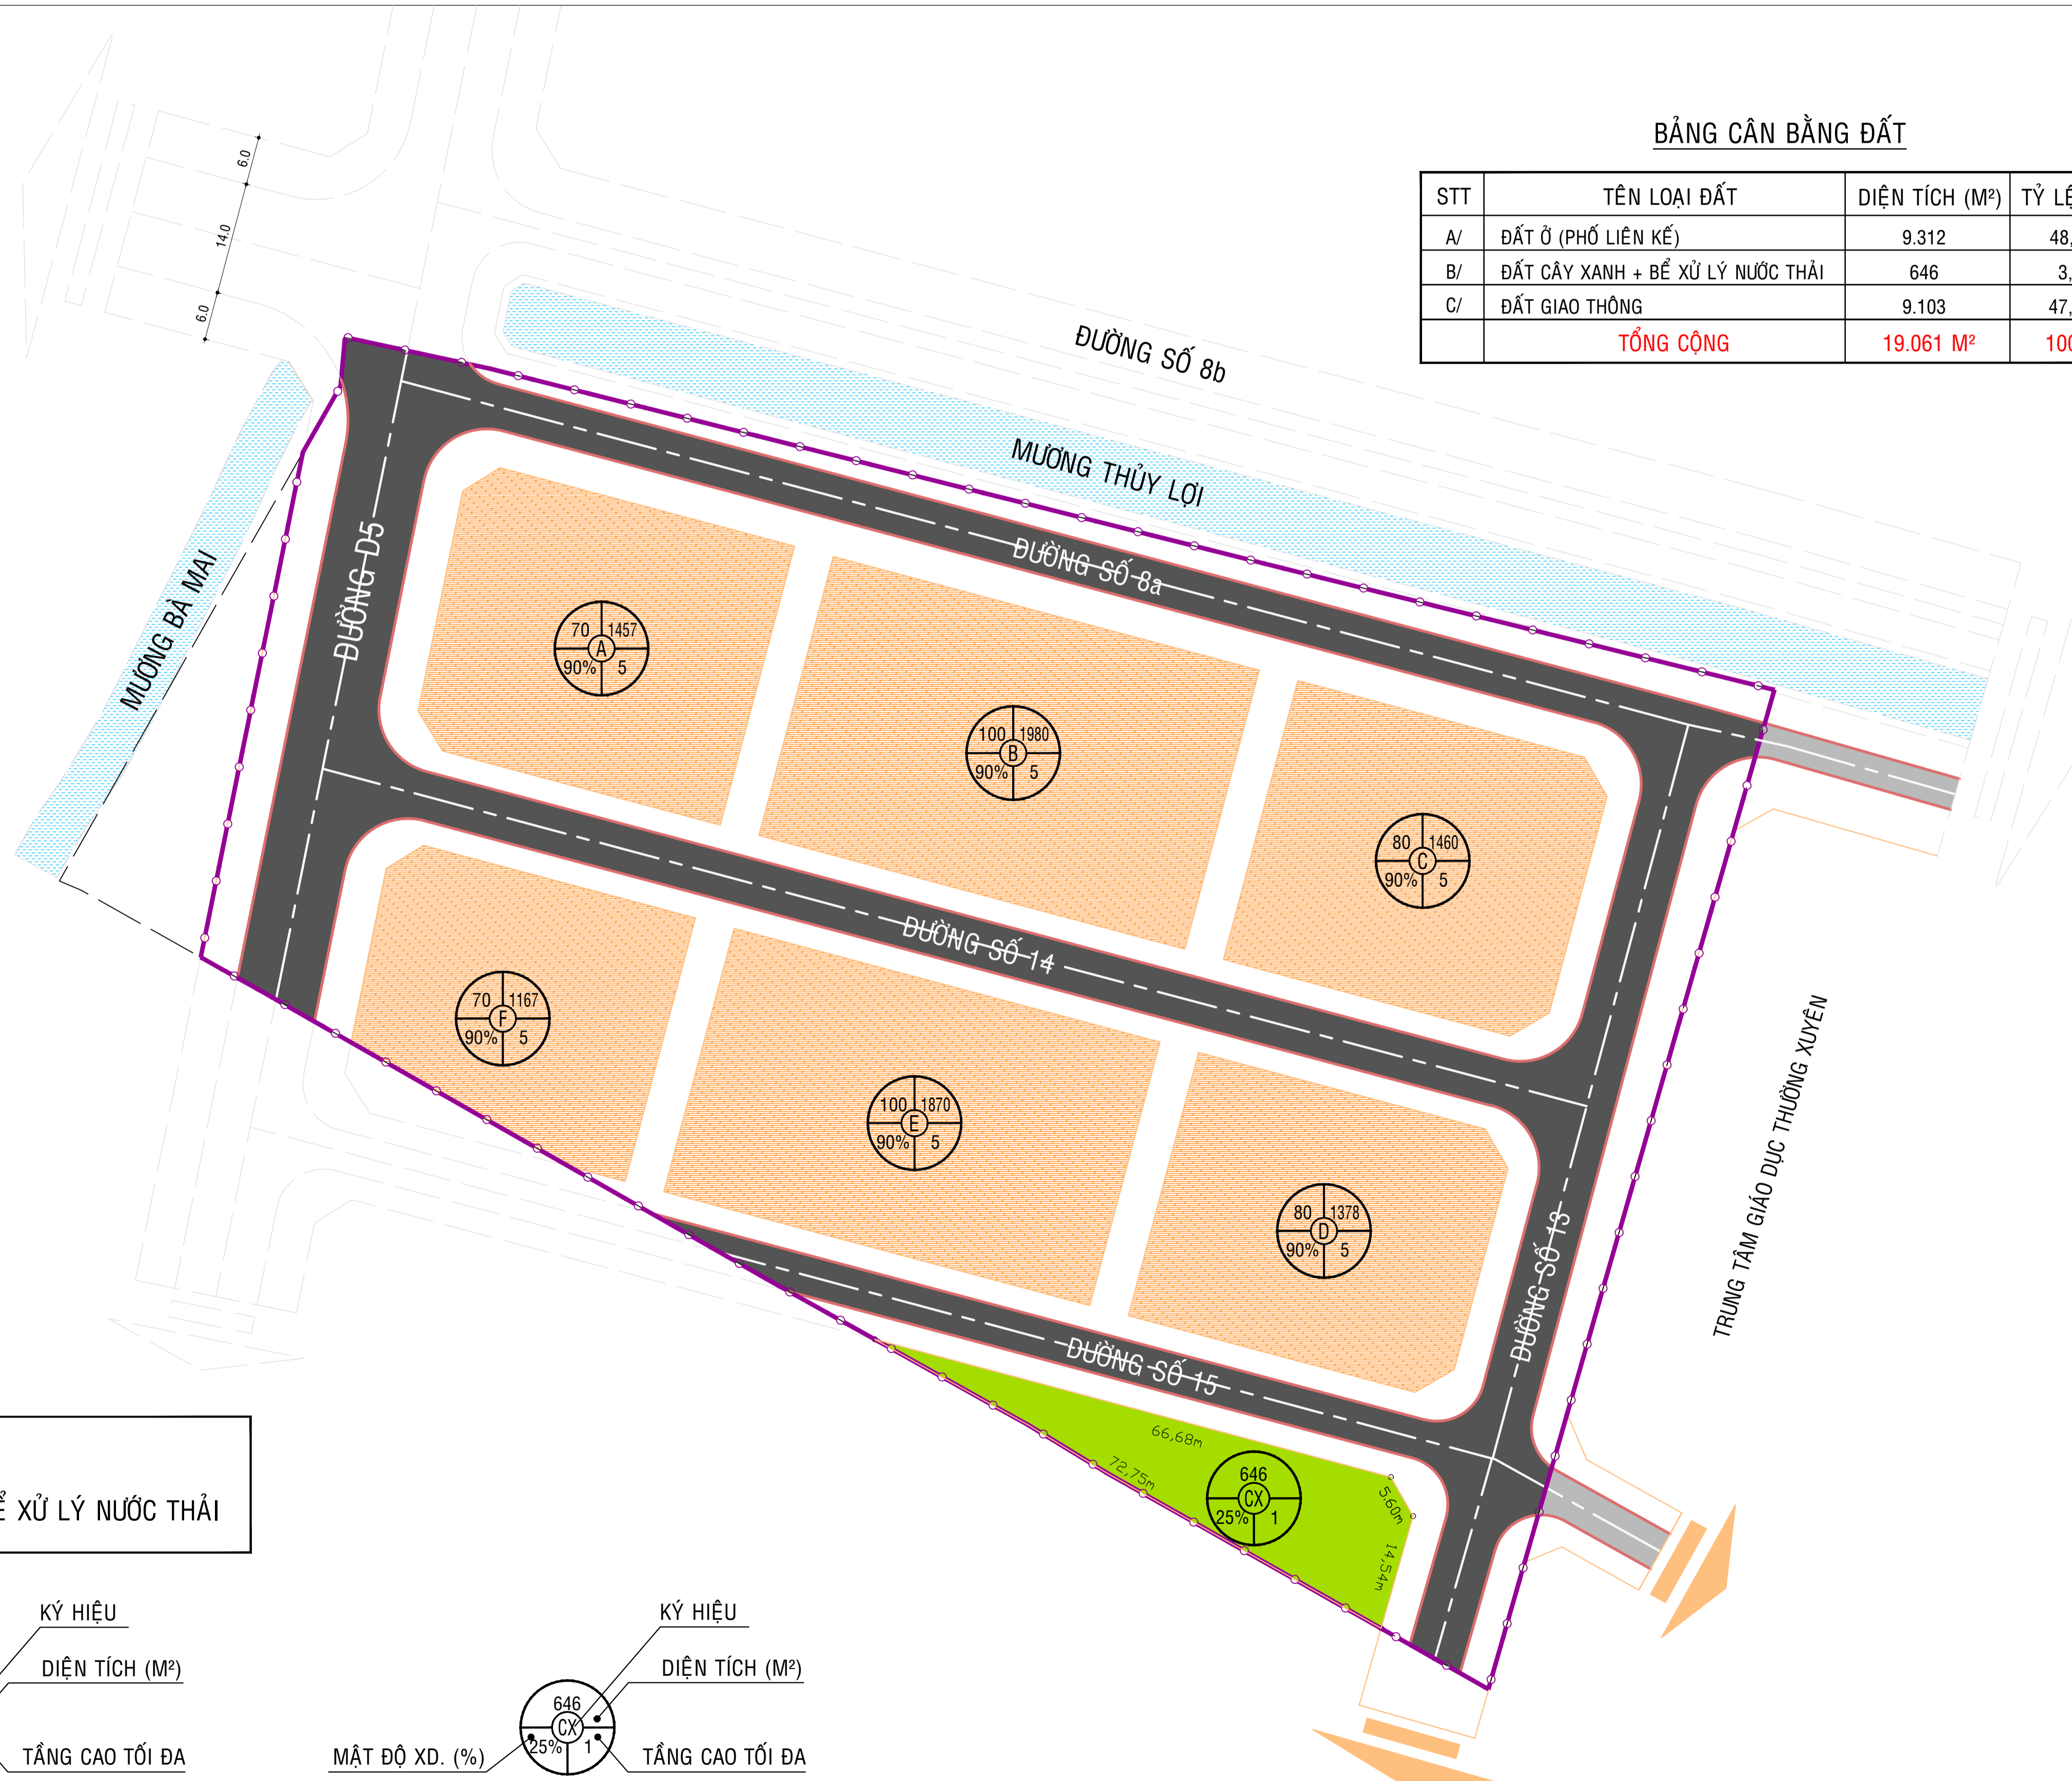 BẢNG CÂN BẰNG ĐẤT
STT TÊN LOẠI ĐẤT DIỆN TÍCH (M²) TỶ LỆ
A/ ĐẤT Ở (PHỐ LIÊN KẾ) 9.312 48,
B/ ĐẤT CÂY XANH + BỂ XỬ LÝ NƯỚC THẢI 646 3,
C/ ĐẤT GIAO THÔNG 9.103 47,
TỔNG CỘNG 19.061 M² 100
6.0
14.0
6.0
ĐƯỜNG SỐ 8b
MƯƠNG THỦY LỢI
ĐƯỜNG SỐ 8a
ĐƯỜNG D5
MƯƠNG BÀ MAI
70 1457
A
90% 5
100 1980
B
90% 5
80 1460
C
90% 5
ĐƯỜNG SỐ 14
70 1167
F
90% 5
100 1870
E
90% 5
80 1378
D
90% 5
ĐƯỜNG SỐ 13
TRUNG TÂM GIÁO DỤC THƯỜNG XUYÊN
ĐƯỜNG SỐ 15
66,68m
72,75m
5.60m
14,54m
646
CX
25% 1
Ể XỬ LÝ NƯỚC THẢI
KÝ HIỆU
DIỆN TÍCH (M²)
TẦNG CAO TỐI ĐA
KÝ HIỆU
DIỆN TÍCH (M²)
646
CX
25% 1
MẬT ĐỘ XD. (%)
TẦNG CAO TỐI ĐA